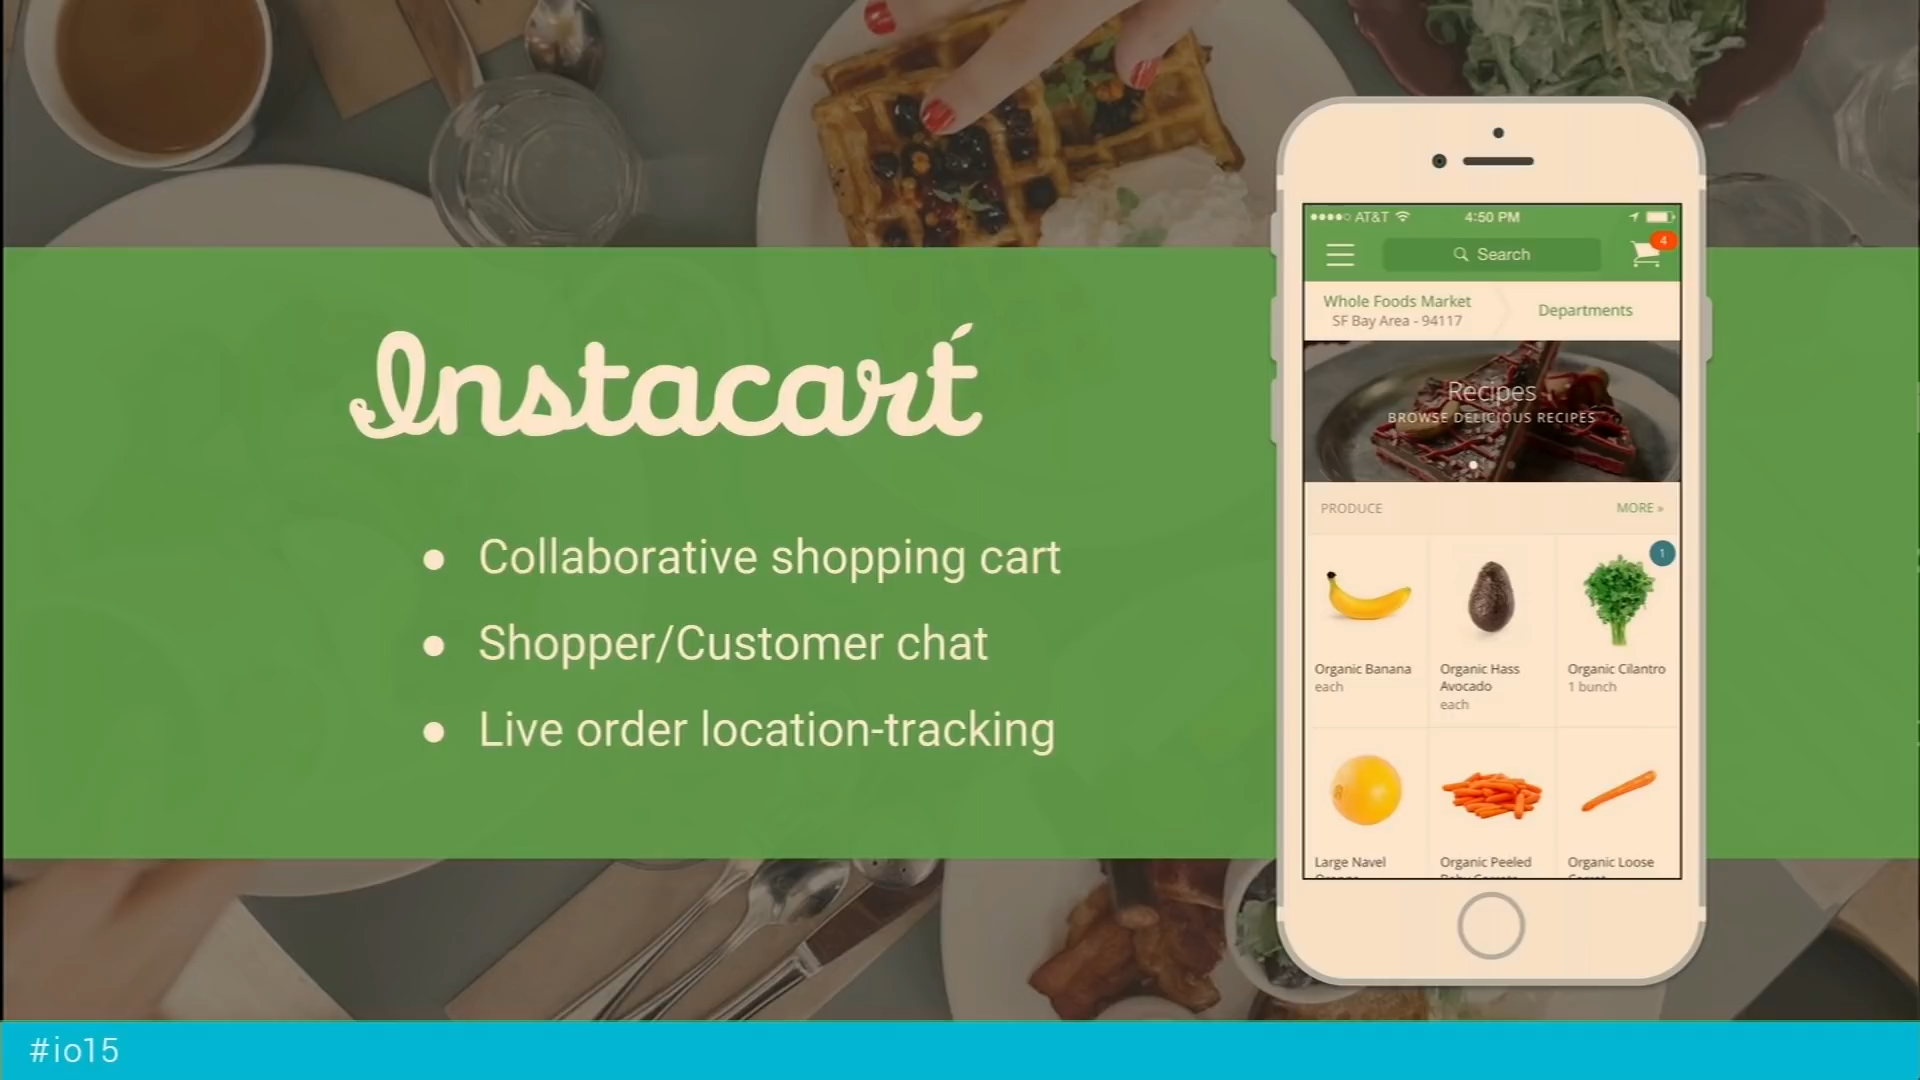 Instacart
Collaborative shopping cart
Shopper/Customer chat
Live order location-tracking
AT&T 4:50 PM
Search
4
Whole Foods Market
SF Bay Area - 94117
Departments
Recipes
BROWSE DELICIOUS RECIPES
PRODUCE MORE »
1
Organic Banana
each
Organic Hass
Avocado
each
Organic Cilantro
1 bunch
Large Navel
Organic Peeled
Organic Loose
#io15